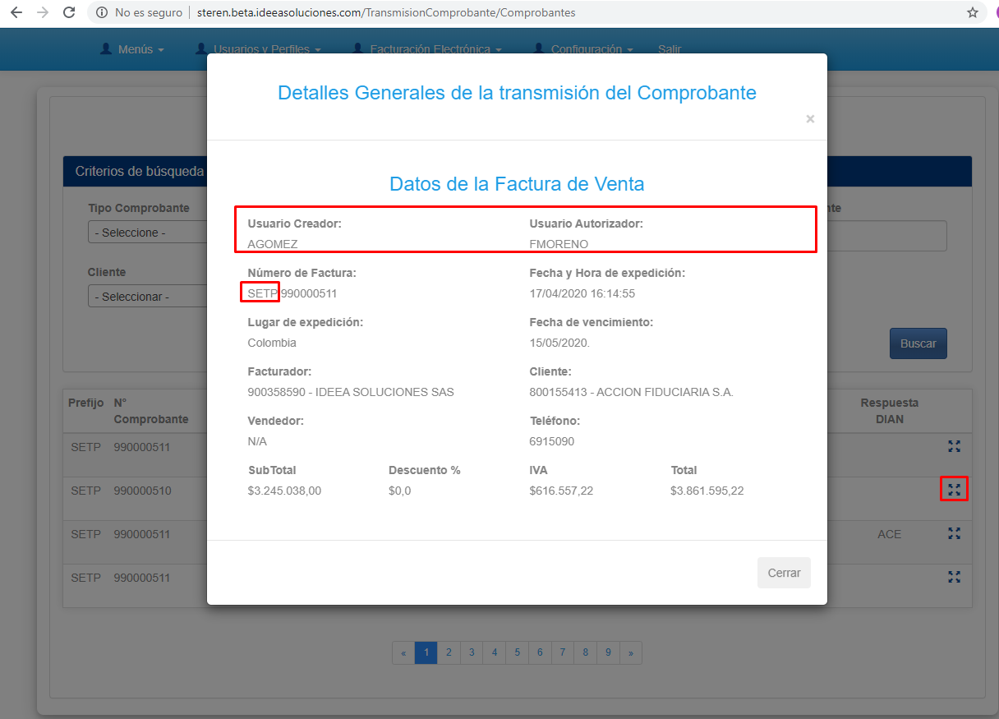 No es seguro steren.beta.ideeasoluciones.com/TransmisionComprobante/Comprobantes
Menús Usuarios y Perfiles Facturación Electrónica Configuración Salir
Detalles Generales de la transmisión del Comprobante
×
Criterios de búsqueda
Datos de la Factura de Venta
Tipo Comprobante
nte
- Seleccione -
Usuario Creador: Usuario Autorizador:
AGOMEZ FMORENO
Cliente
Número de Factura: Fecha y Hora de expedición:
- Seleccionar -
SETP 990000511 17/04/2020 16:14:55
Lugar de expedición: Fecha de vencimiento:
Colombia 15/05/2020.
Buscar
Facturador: Cliente:
900358590 - IDEEA SOLUCIONES SAS 800155413 - ACCION FIDUCIARIA S.A.
Prefijo N° Comprobante Respuesta DIAN
Vendedor: Teléfono:
N/A 6915090
SETP 990000511
SubTotal Descuento % IVA Total
$3.245.038,00 $0,0 $616.557,22 $3.861.595,22
SETP 990000510
SETP 990000511 ACE
SETP 990000511
Cerrar
« 1 2 3 4 5 6 7 8 9 »